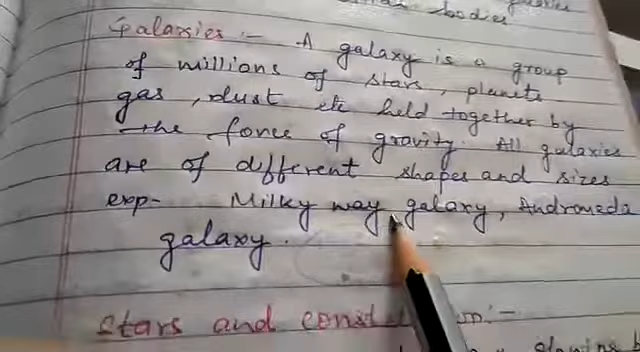 bodies
Galaxies :- A galaxy is a group
of millions of stars, planets
gas, dust etc held together by
the force of gravity. All galaxies
are of different shapes and sizes
exp- Milky way galaxy, Andromeda
galaxy.
Stars and :-